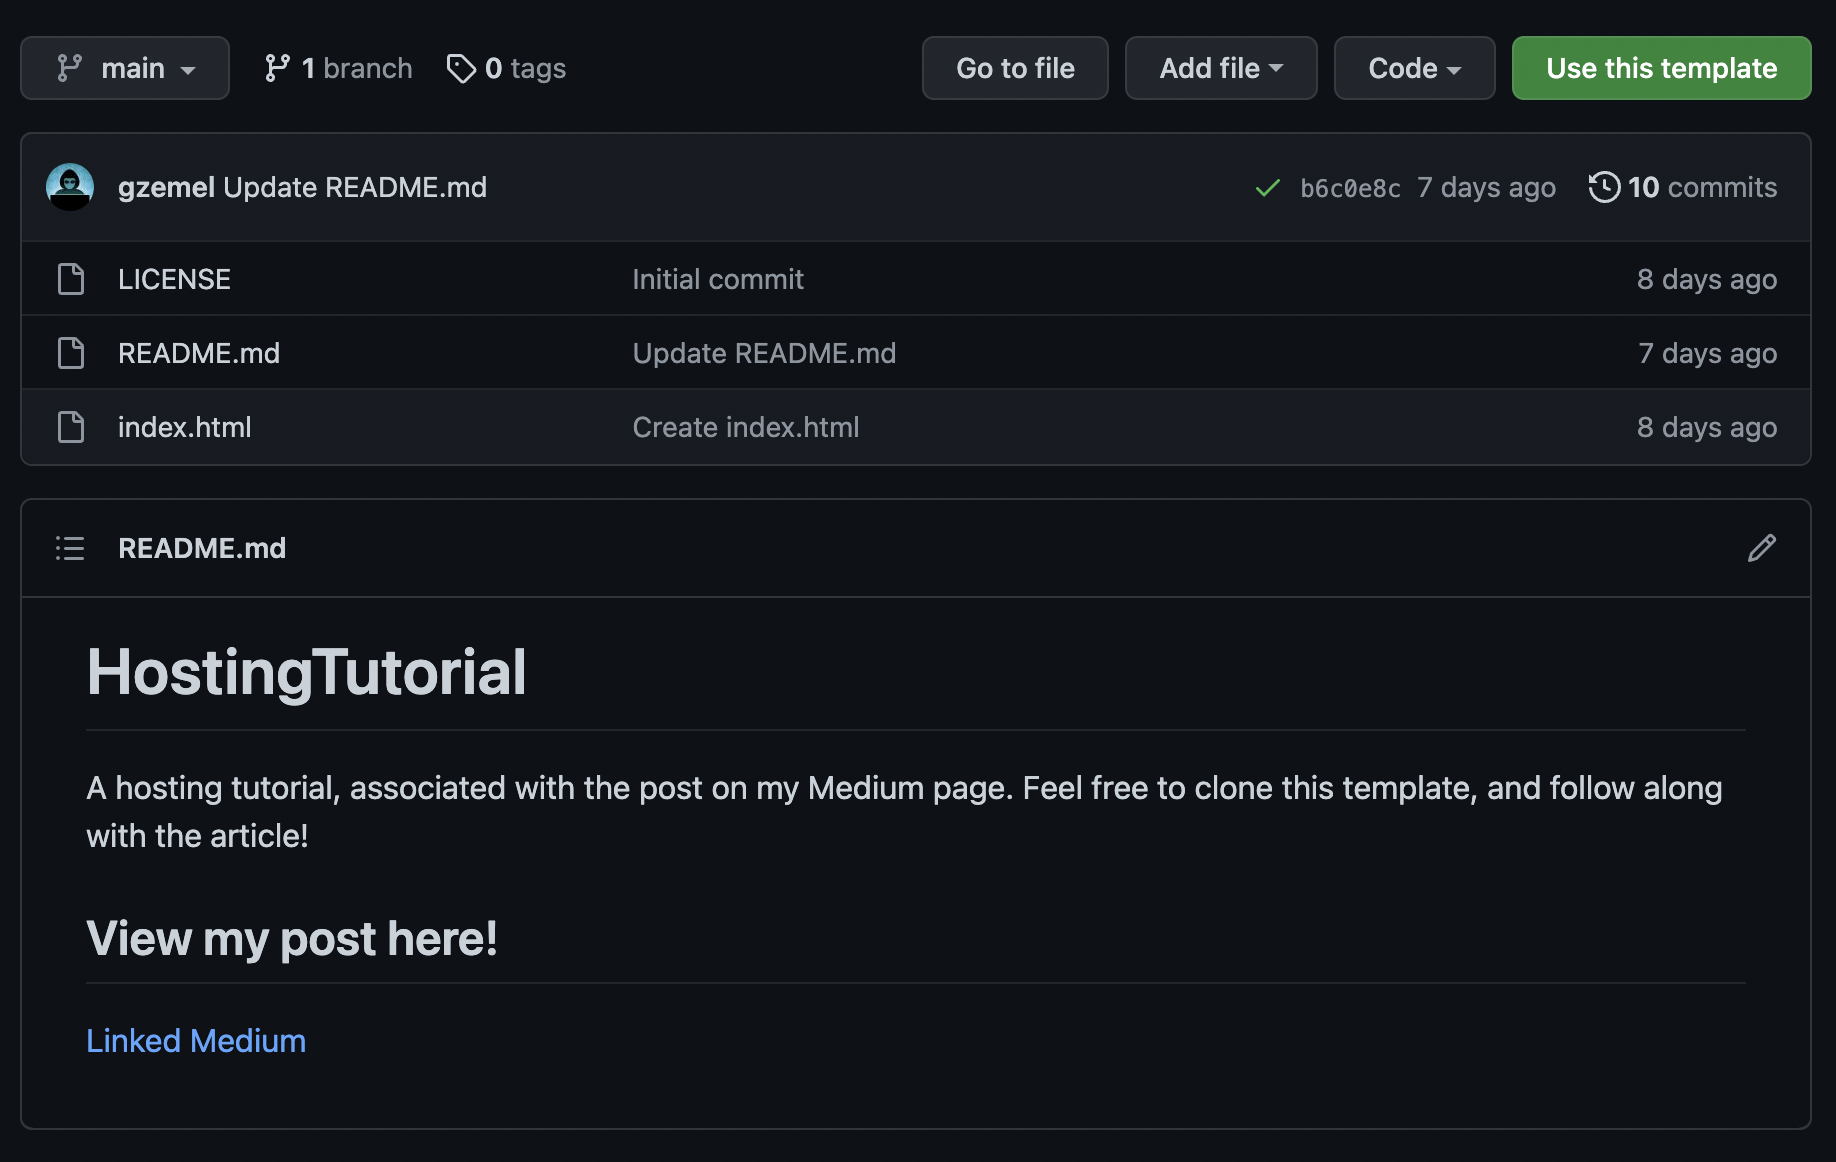 main 1 branch 0 tags Go to file Add file Code Use this template
gzemel Update README.md b6c0e8c 7 days ago 10 commits
LICENSE Initial commit 8 days ago
README.md Update README.md 7 days ago
index.html Create index.html 8 days ago
README.md
HostingTutorial
A hosting tutorial, associated with the post on my Medium page. Feel free to clone this template, and follow along
with the article!
View my post here!
Linked Medium